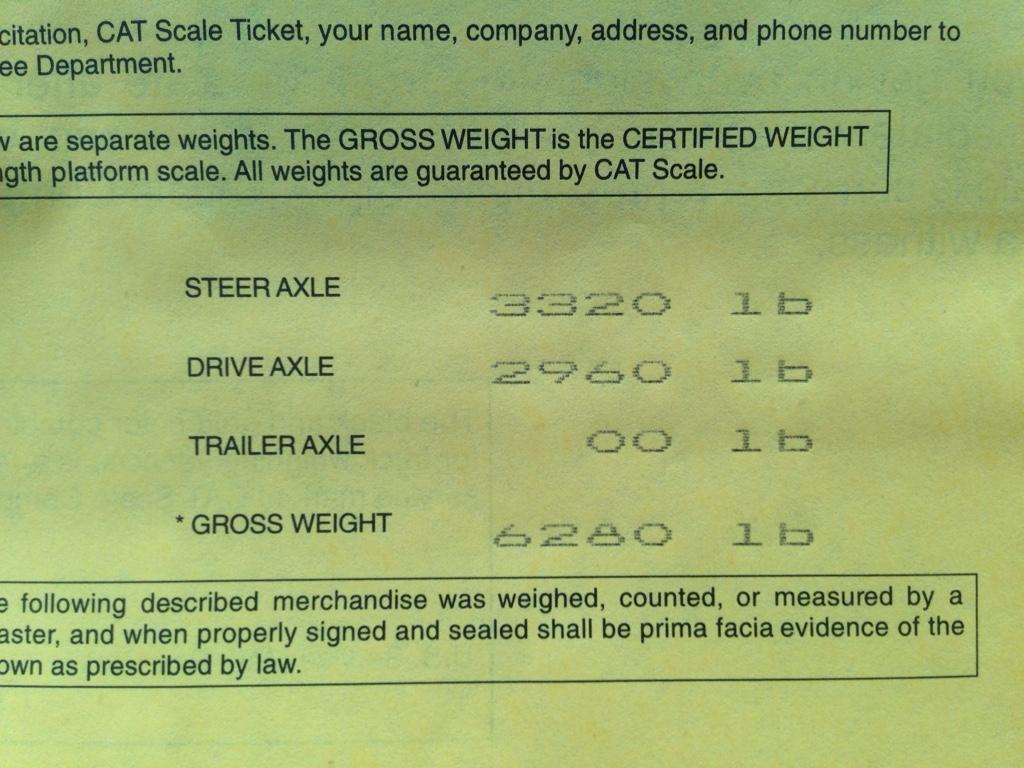 citation, CAT Scale Ticket, your name, company, address, and phone number to
ee Department.
w are separate weights. The GROSS WEIGHT is the CERTIFIED WEIGHT
ngth platform scale. All weights are guaranteed by CAT Scale.
STEER AXLE 3320 lb
DRIVE AXLE 2960 lb
TRAILER AXLE 00 lb
* GROSS WEIGHT 6280 lb
e following described merchandise was weighed, counted, or measured by a
aster, and when properly signed and sealed shall be prima facia evidence of the
own as prescribed by law.